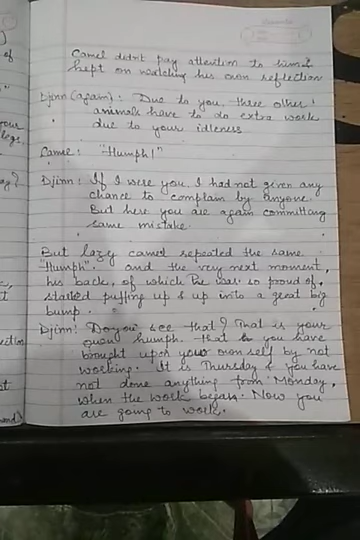 Camel didn't pay attention to him &
kept on watching his own reflection
Djinn (again): Due to you, three other
animals have to do extra work
due to your idleness
Camel: "Humph!"
Djinn: If I were you, I had not given any
chance to complain by anyone.
But here you are again committing
same mistake.
But lazy camel repeated the same
"Humph". and the very next moment,
his back, of which he was so proud of,
started puffing up & up into a great big
bump.
Djinn: Do you see that? That is your
own humph. that you have
brought upon your own self by not
working. It is Thursday & you have
not done anything from Monday,
when the work began. Now you
are going to work.
of
your
legs.